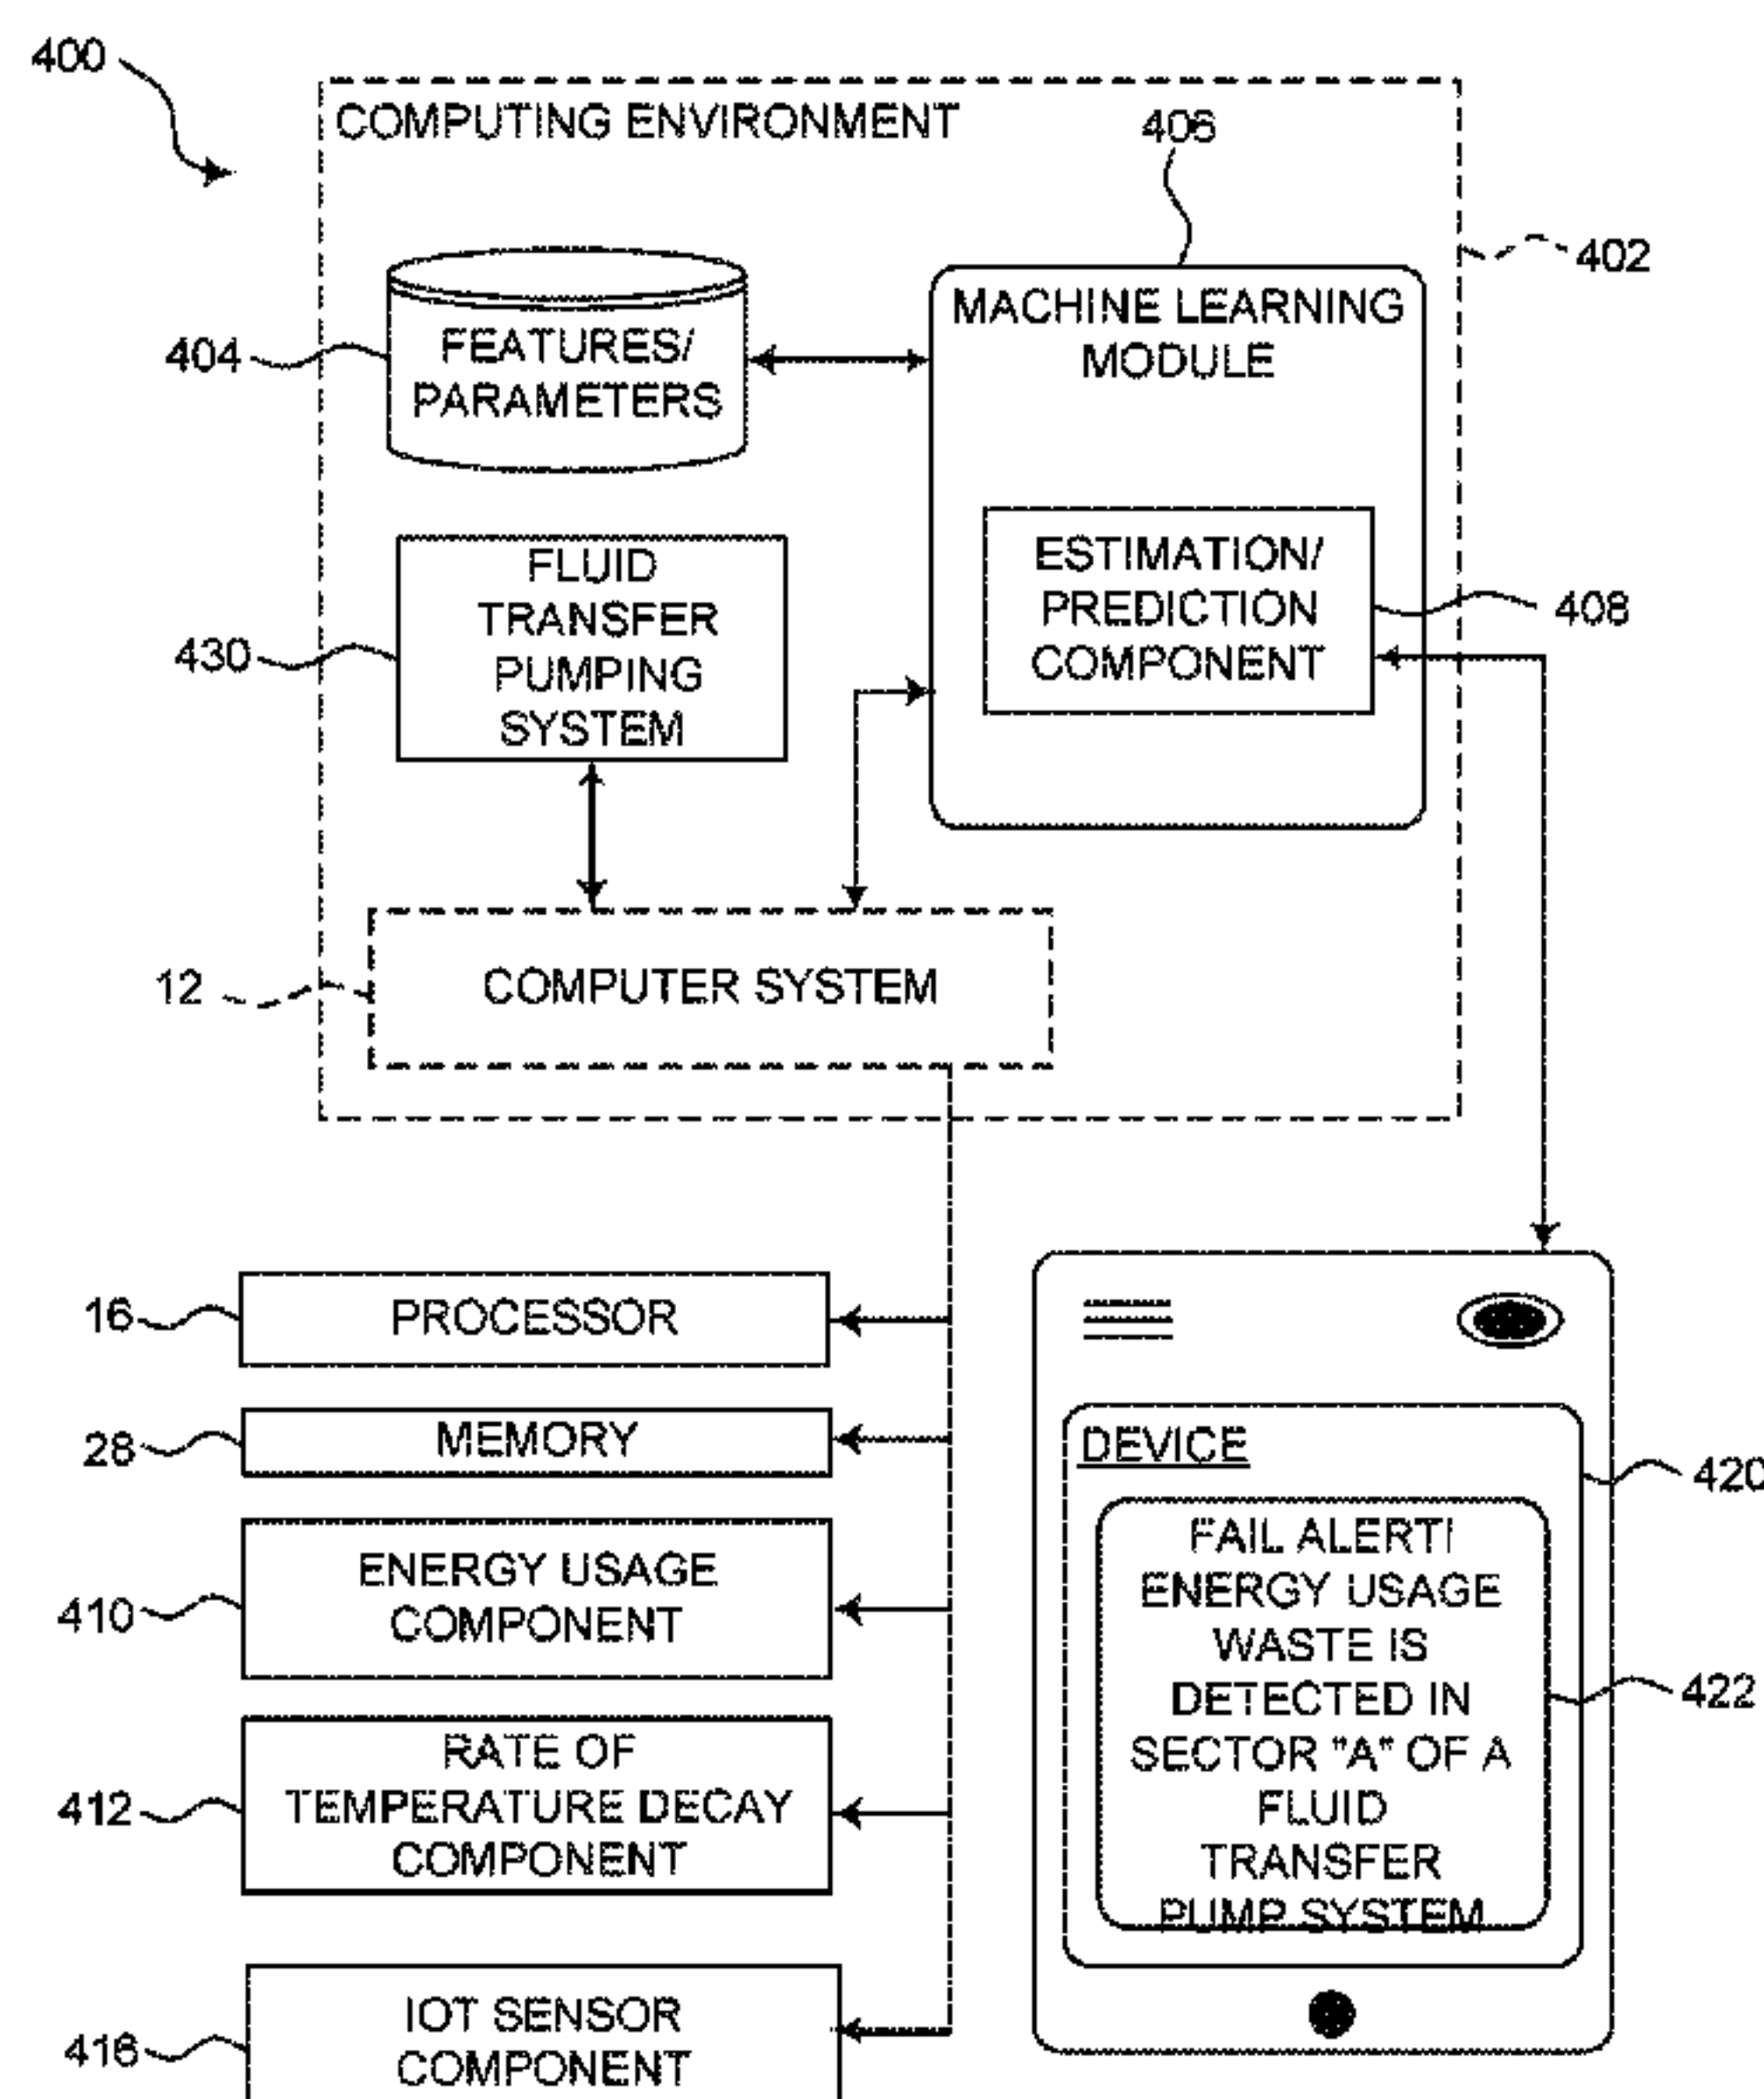 400
COMPUTING ENVIRONMENT
406
402
404
FEATURES/
PARAMETERS
MACHINE LEARNING
MODULE
430
FLUID
TRANSFER
PUMPING
SYSTEM
ESTIMATION/
PREDICTION
COMPONENT
408
12
COMPUTER SYSTEM
16
PROCESSOR
28
MEMORY
410
ENERGY USAGE
COMPONENT
412
RATE OF
TEMPERATURE DECAY
COMPONENT
416
IOT SENSOR
COMPONENT
DEVICE
420
FAIL ALERT!
ENERGY USAGE
WASTE IS
DETECTED IN
SECTOR "A" OF A
FLUID
TRANSFER
PUMP SYSTEM
422